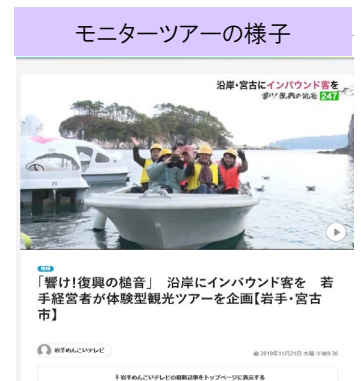 モニターツアーの様子
沿岸・宮古にインバウンド客を
響け!復興の槌音 247
地域
「響け!復興の槌音」 沿岸にインバウンド客を 若
手経営者が体験型観光ツアーを企画【岩手・宮古
市】
岩手めんこいテレビ
2019年11月21日 木曜 午後6:30
岩手めんこいテレビの最新記事をトップページに表示する